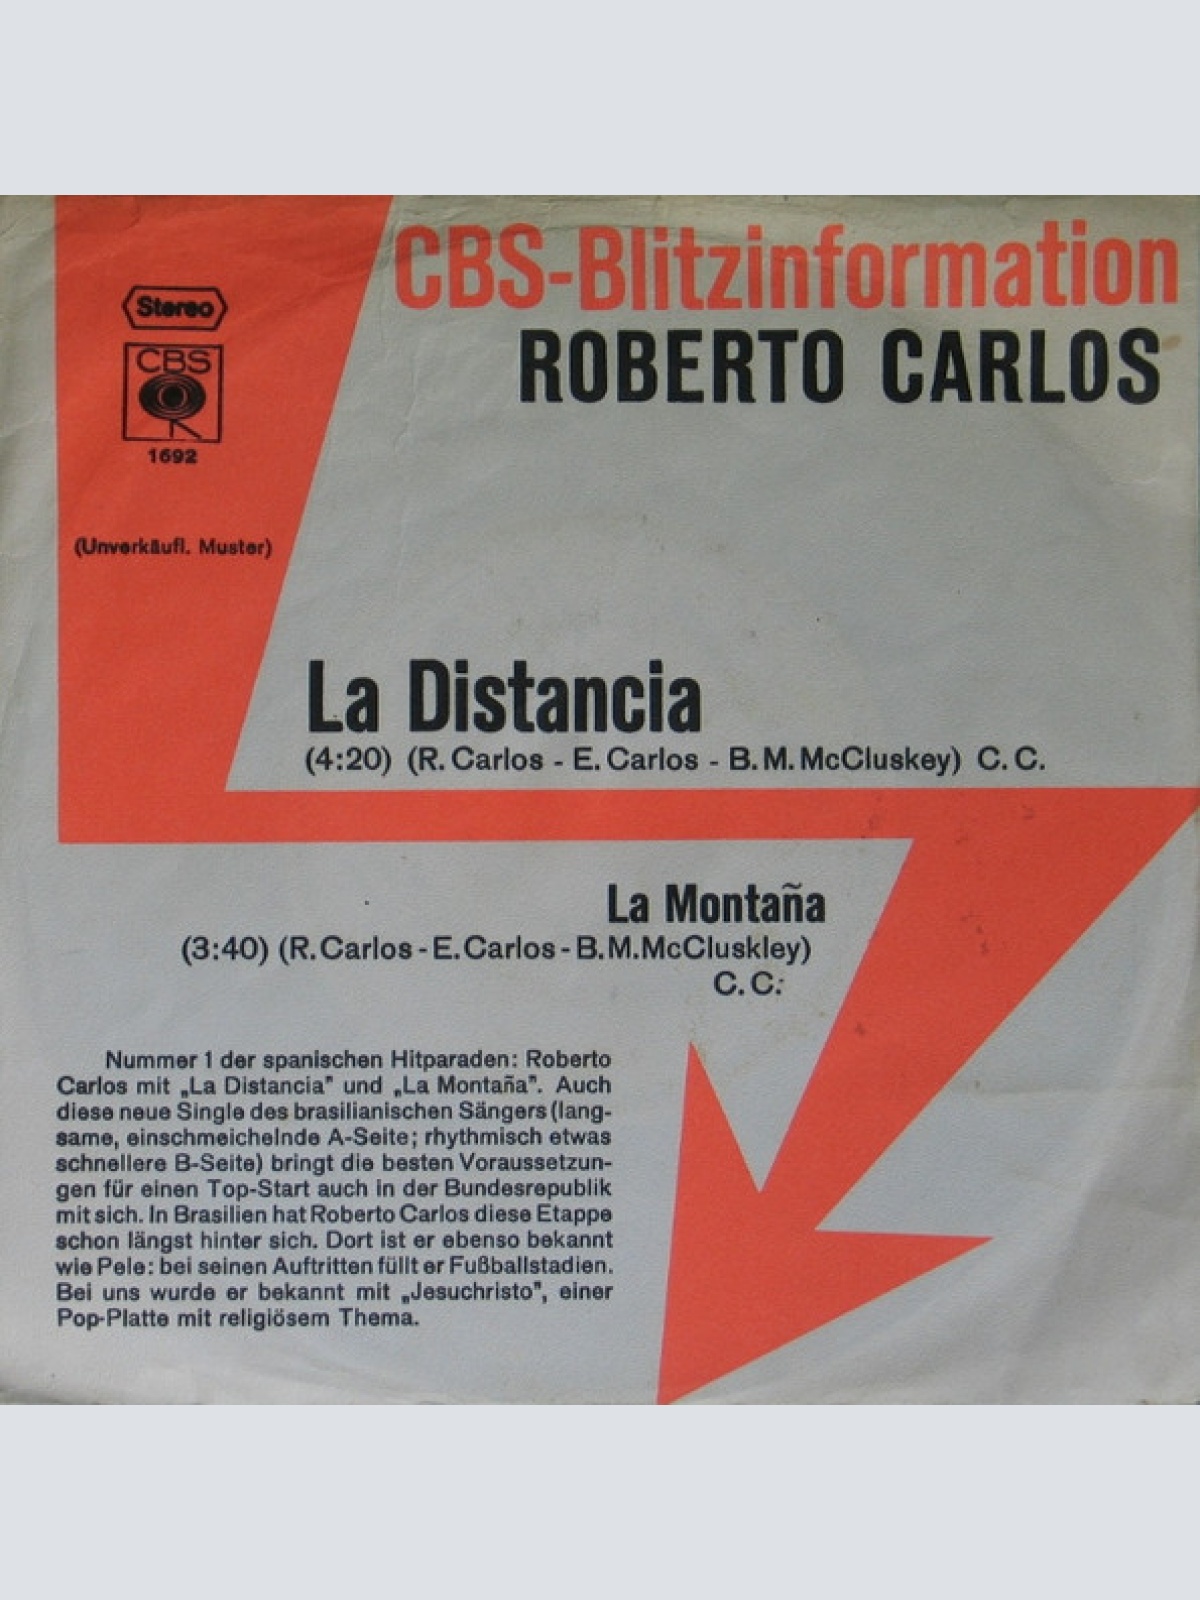 CBS-Blitzinformation
ROBERTO CARLOS
Stereo
CBS
1692
(Unverkäufl. Muster)
La Distancia
(4:20) (R. Carlos - E. Carlos - B. M. McCluskey) C. C.
La Montaña
(3:40) (R. Carlos - E. Carlos - B. M. McCluskley)
C. C.
Nummer 1 der spanischen Hitparaden: Roberto
Carlos mit „La Distancia” und „La Montaña”. Auch
diese neue Single des brasilianischen Sängers (lang-
same, einschmeichelnde A-Seite; rhythmisch etwas
schnellere B-Seite) bringt die besten Voraussetzun-
gen für einen Top-Start auch in der Bundesrepublik
mit sich. In Brasilien hat Roberto Carlos diese Etappe
schon längst hinter sich. Dort ist er ebenso bekannt
wie Pele: bei seinen Auftritten füllt er Fußballstadien.
Bei uns wurde er bekannt mit „Jesuchristo”, einer
Pop-Platte mit religiösem Thema.